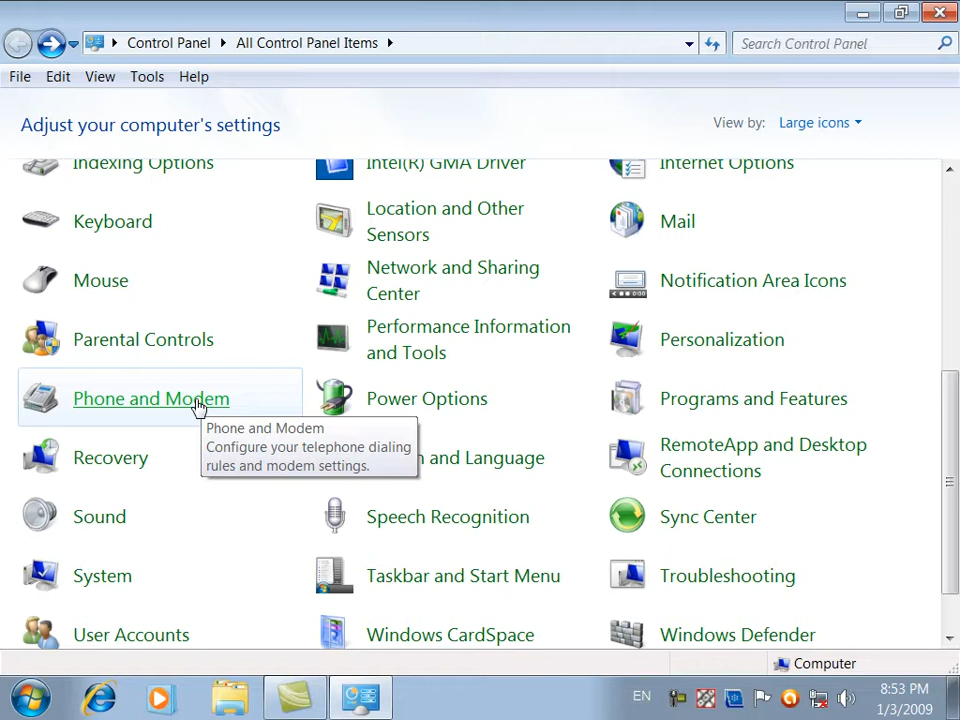 Control Panel
All Control Panel Items
Search Control Panel
File Edit View Tools Help
Adjust your computer's settings
View by: Large icons
Indexing Options
Intel(R) GMA Driver
Internet Options
Keyboard
Location and Other
Sensors
Mail
Mouse
Network and Sharing
Center
Notification Area Icons
Parental Controls
Performance Information
and Tools
Personalization
Phone and Modem
Power Options
Programs and Features
Phone and Modem
Configure your telephone dialing
rules and modem settings.
Recovery
and Language
RemoteApp and Desktop
Connections
Sound
Speech Recognition
Sync Center
System
Taskbar and Start Menu
Troubleshooting
User Accounts
Windows CardSpace
Windows Defender
Computer
EN
8:53 PM
1/3/2009